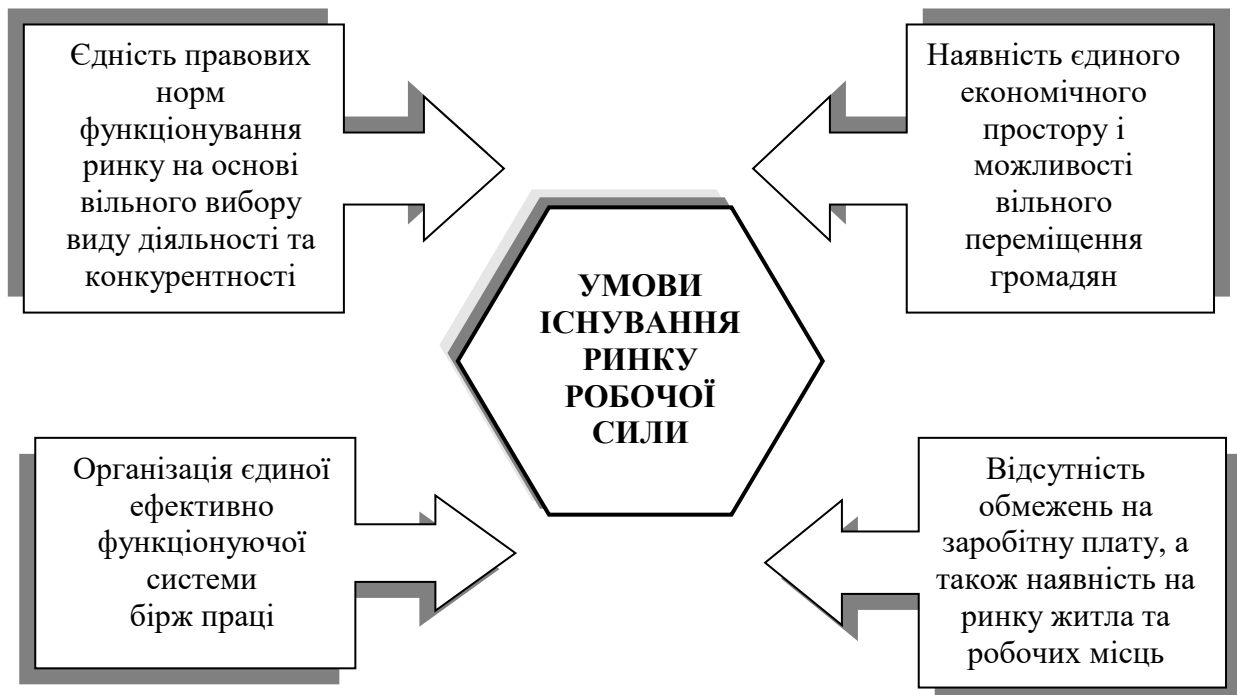 Єдність правових
норм
функціонування
ринку на основі
вільного вибору
виду діяльності та
конкурентності
Наявність єдиного
економічного
простору і
можливості
вільного
переміщення
громадян
УМОВИ
ІСНУВАННЯ
РИНКУ
РОБОЧОЇ
СИЛИ
Організація єдиної
ефективно
функціонуючої
системи
бірж праці
Відсутність
обмежень на
заробітну плату, а
також наявність на
ринку житла та
робочих місць